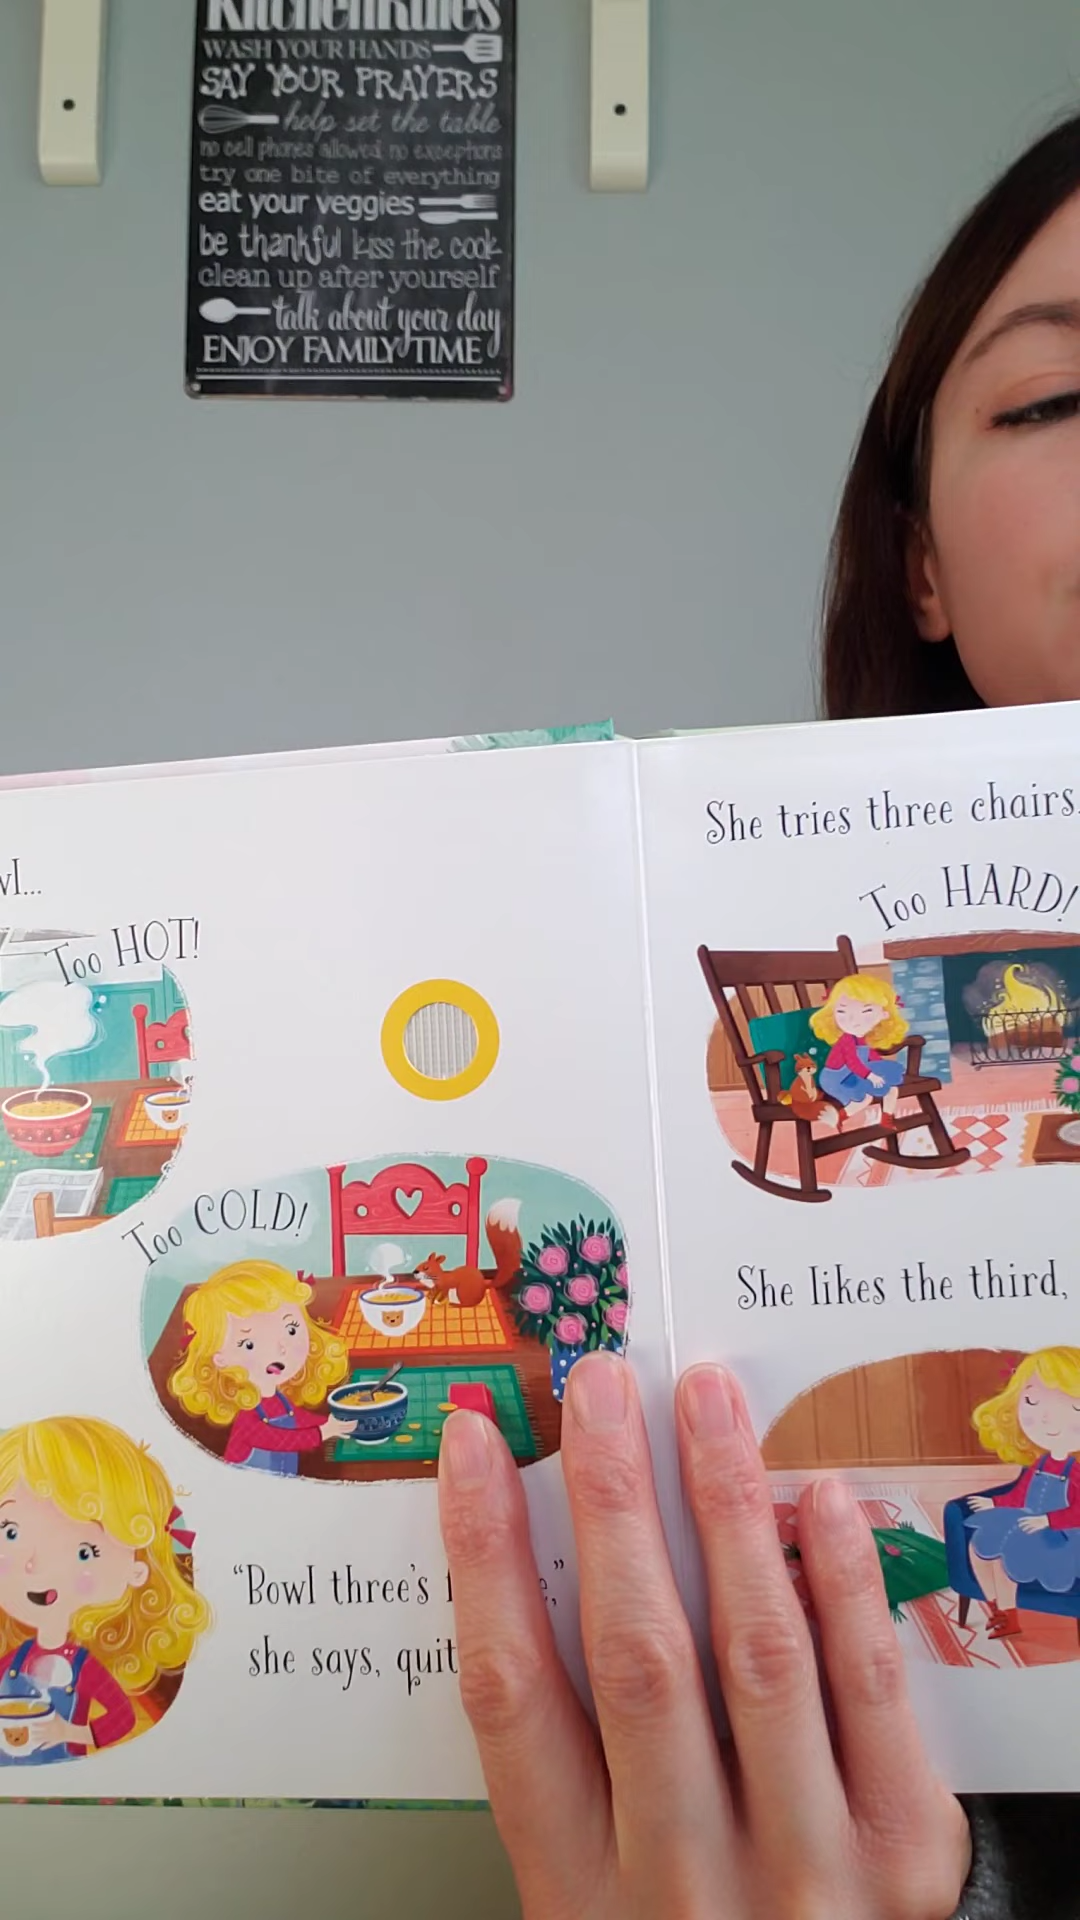 KitchenRules
WASH YOUR HANDS
SAY YOUR PRAYERS
help set the table
no cell phones allowed, no exceptions
try one bite of everything
eat your veggies
be thankful kiss the cook
clean up after yourself
talk about your day
ENJOY FAMILY TIME
Too HOT!
Too COLD!
"Bowl three's
she says, quit
She tries three chairs
Too HARD!
She likes the third,